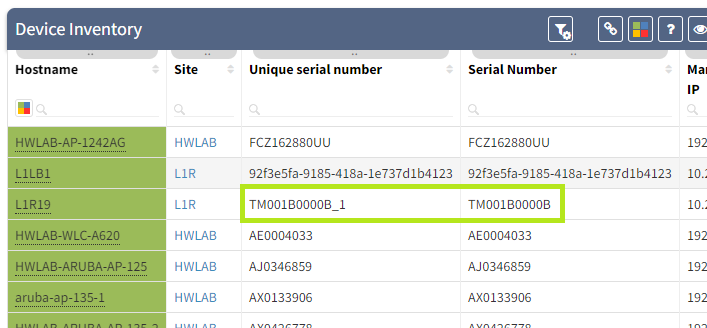 Device Inventory
?
Hostname Site Unique serial number Serial Number Ma
IP
HWLAB-AP-1242AG HWLAB FCZ162880UU FCZ162880UU 192
L1LB1 L1R 92f3e5fa-9185-418a-1e737d1b4123 92f3e5fa-9185-418a-1e737d1b4123 10.2
L1R19 L1R TM001B0000B_1 TM001B0000B 10.2
HWLAB-WLC-A620 HWLAB AE0004033 AE0004033 192
HWLAB-ARUBA-AP-125 HWLAB AJ0346859 AJ0346859 192
aruba-ap-135-1 HWLAB AX0133906 AX0133906 192
HWLAB-ARUBA-AP-135-2 HWLAB AX0146778 AX0146778 192